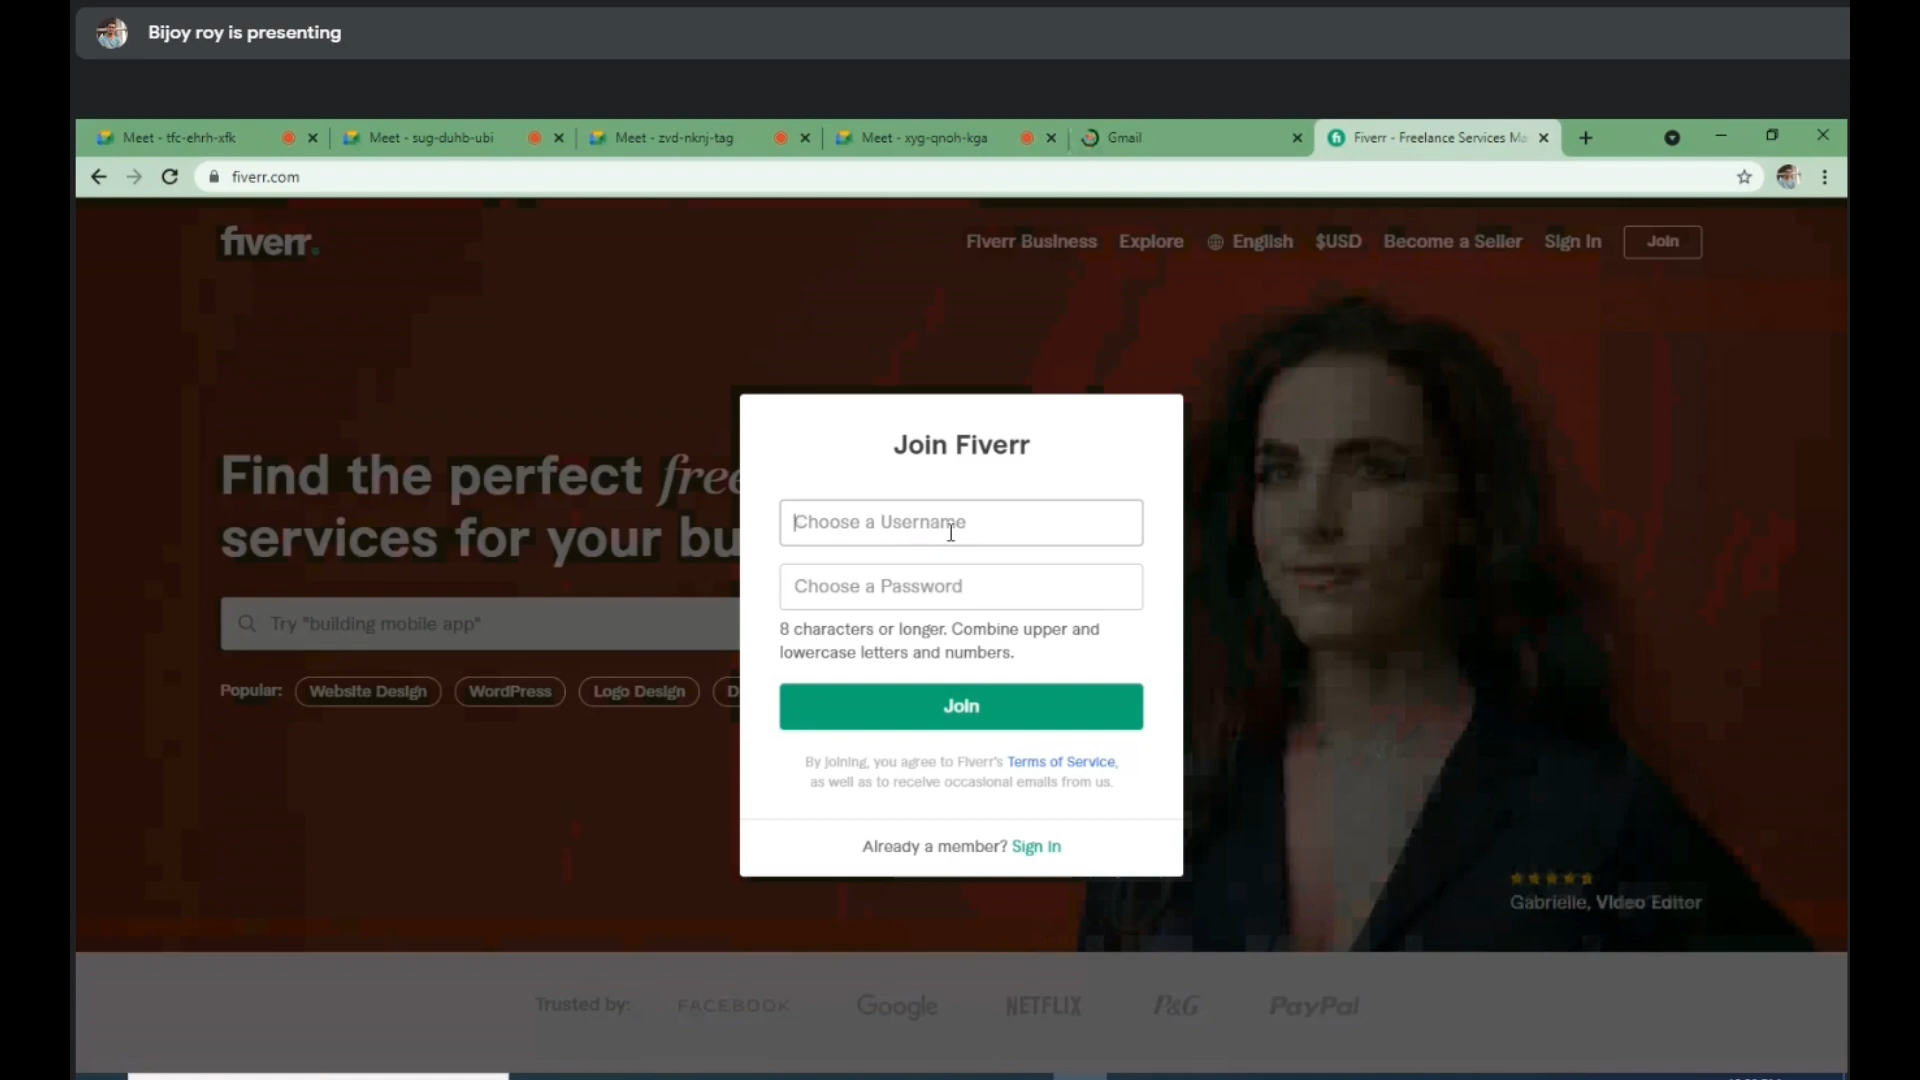 Bijoy roy is presenting
Meet - tfc-ehrh-xfk
Meet - sug-duhb-ubi
Meet - zvd-nknj-tag
Meet - xyg-qnoh-kga
Gmail
Fiverr - Freelance Services Ma
fiverr.com
fiverr.
Fiverr Business
Explore
English
$USD
Become a Seller
Sign In
Join
Find the perfect free
services for your bu
Try "building mobile app"
Popular:
Website Design
WordPress
Logo Design
D
Join Fiverr
Choose a Username
Choose a Password
8 characters or longer. Combine upper and
lowercase letters and numbers.
Join
By joining, you agree to Fiverr's Terms of Service,
as well as to receive occasional emails from us.
Already a member? Sign In
Gabrielle, Video Editor
Trusted by:
FACEBOOK
Google
NETFLIX
P&G
PayPal